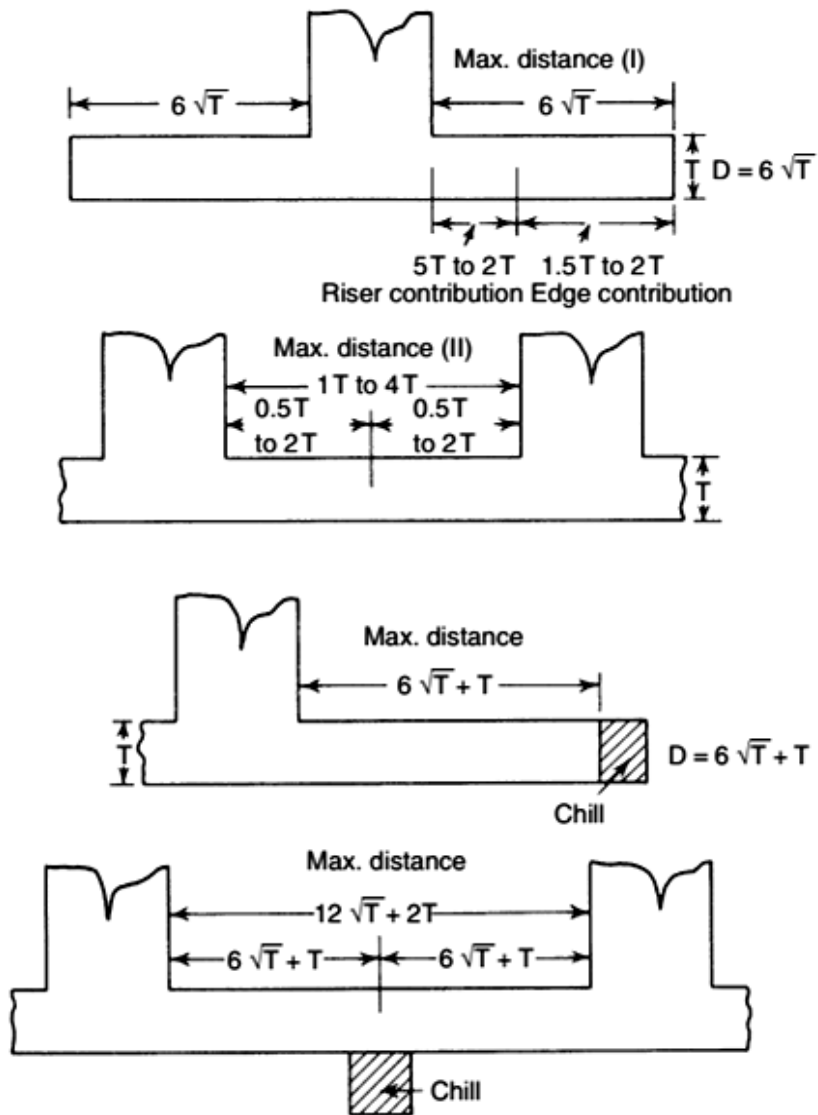 Max. distance (I)
6 √T
6 √T
T
D = 6 √T
5T to 2T
1.5T to 2T
Riser contribution
Edge contribution
Max. distance (II)
1T to 4T
0.5T
to 2T
0.5T
to 2T
T
Max. distance
6 √T + T
T
D = 6 √T + T
Chill
Max. distance
12 √T + 2T
6 √T + T
6 √T + T
Chill